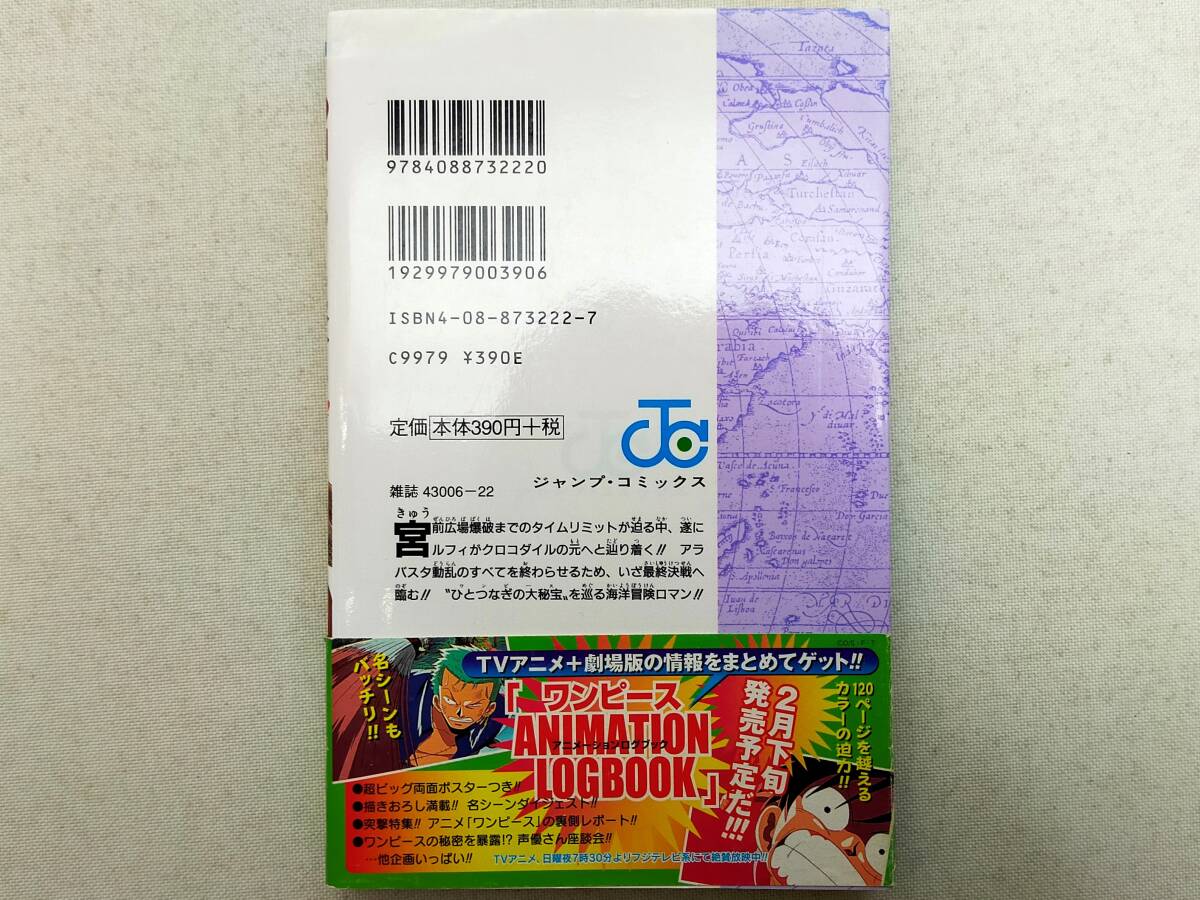 9784088732220
1929979003906
ISBN4-08-873222-7
C9979 ¥390E
定価 本体390円+税
ジャンプ・コミックス
雑誌 43006-22
宮前広場爆破までのタイムリミットが迫る中、遂に
ルフィがクロコダイルの元へと辿り着く!! アラ
バスタ動乱のすべてを終わらせるため、いざ最終決戦へ
臨む!! “ひとつなぎの大秘宝„を巡る海洋冒険ロマン!!
TVアニメ+劇場版の情報をまとめてゲット!!
名シーンも
バッチリ!!
「ワンピース
ANIMATION
アニメーションログブック
LOGBOOK」
2月下旬
発売予定だ!!!
120ページを越える
カラーの迫力!!
●超ビッグ両面ポスターつき!!
●描きおろし満載!! 名シーンダイジェスト!!
●突撃特集!! アニメ「ワンピース」の裏側レポート!!
●ワンピースの秘密を暴露!? 声優さん座談会!!
…他企画いっぱい!!
TVアニメ、日曜夜7時30分よりフジテレビ系にて絶賛放映中!!